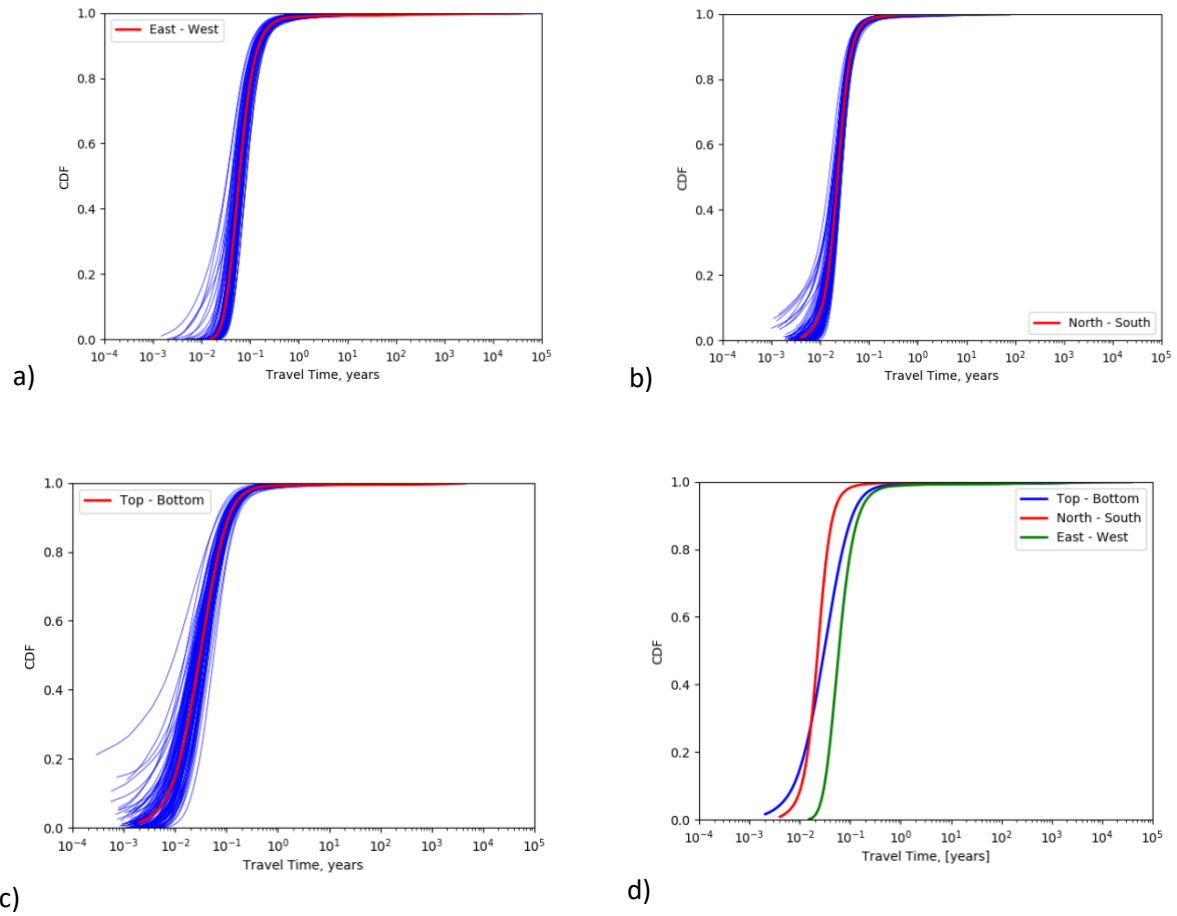 1.0
0.8
0.6
0.4
0.2
0.0
CDF
East - West
10⁻⁴ 10⁻³ 10⁻² 10⁻¹ 10⁰ 10¹ 10² 10³ 10⁴ 10⁵
Travel Time, years
a)
1.0
0.8
0.6
0.4
0.2
0.0
CDF
North - South
10⁻⁴ 10⁻³ 10⁻² 10⁻¹ 10⁰ 10¹ 10² 10³ 10⁴ 10⁵
Travel Time, years
b)
1.0
0.8
0.6
0.4
0.2
0.0
CDF
Top - Bottom
10⁻⁴ 10⁻³ 10⁻² 10⁻¹ 10⁰ 10¹ 10² 10³ 10⁴ 10⁵
Travel Time, years
c)
1.0
0.8
0.6
0.4
0.2
0.0
CDF
Top - Bottom
North - South
East - West
10⁻⁴ 10⁻³ 10⁻² 10⁻¹ 10⁰ 10¹ 10² 10³ 10⁴ 10⁵
Travel Time, [years]
d)